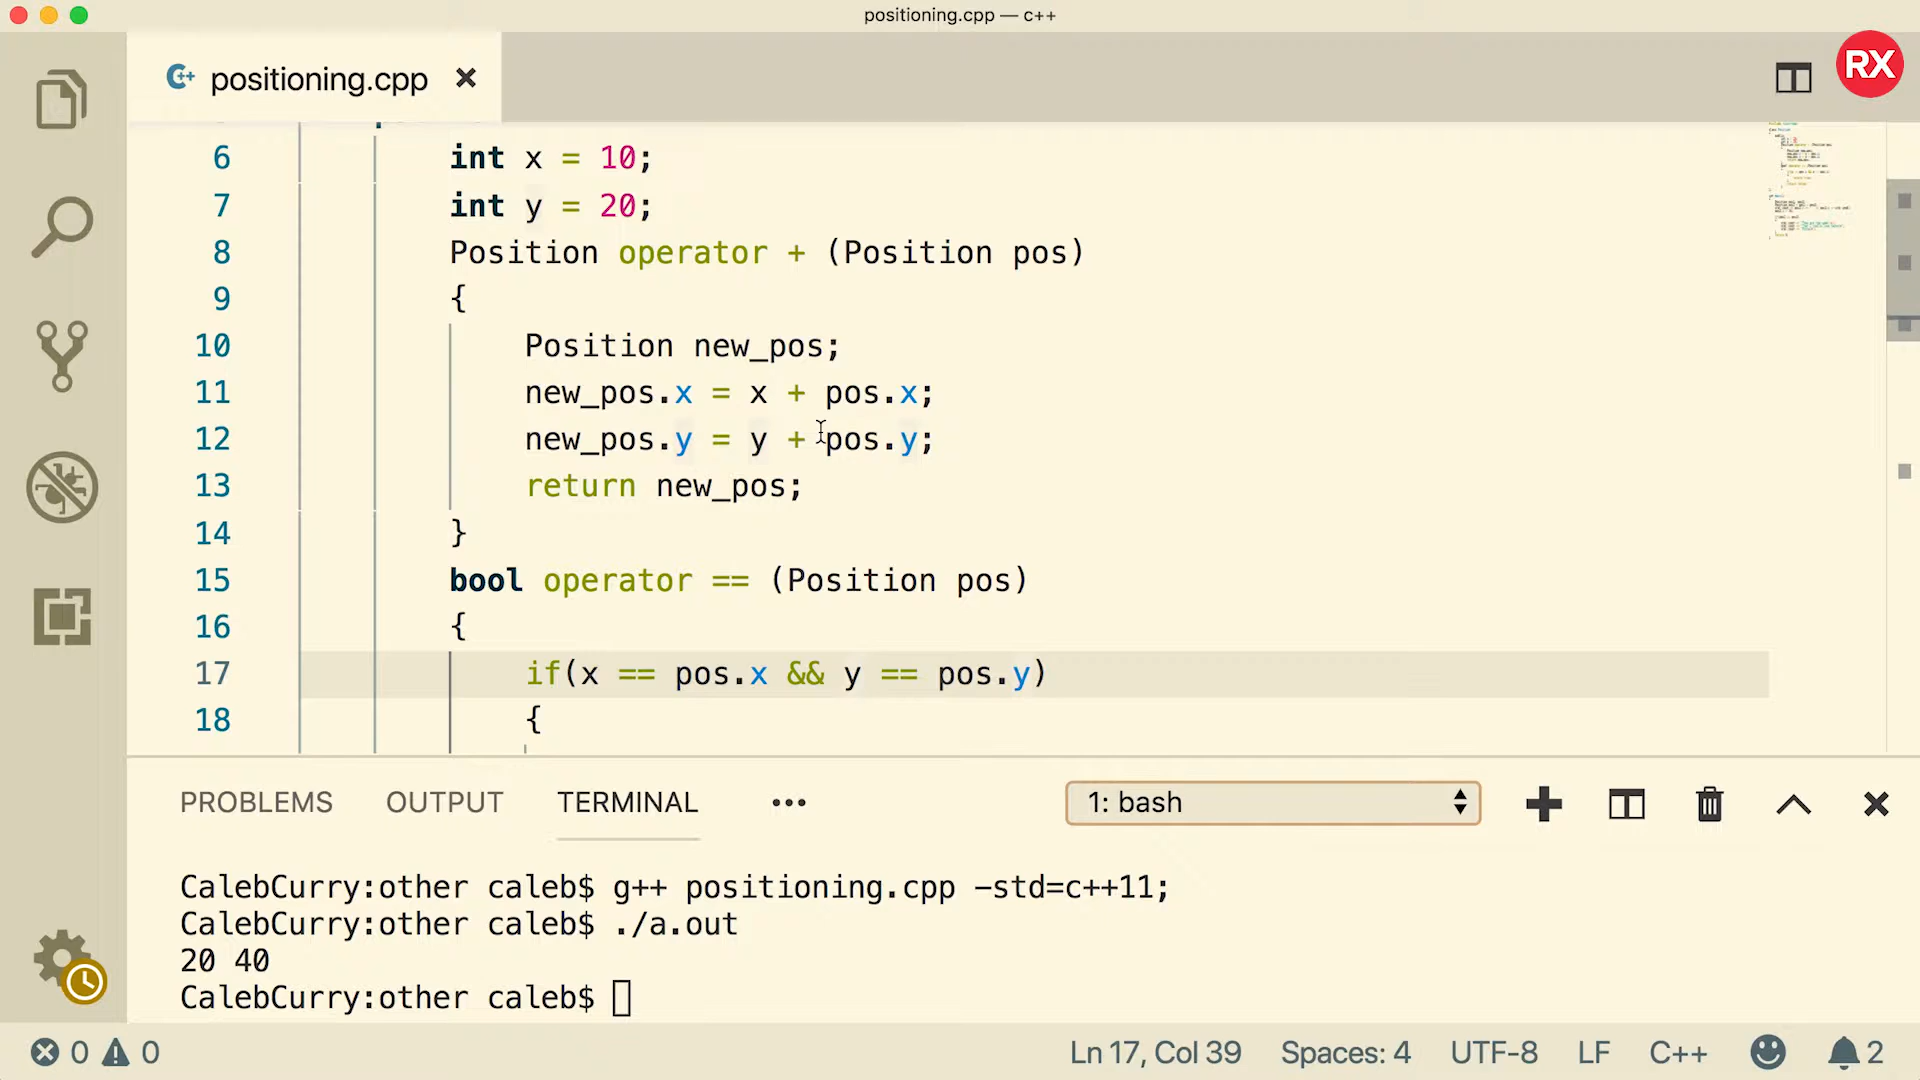 positioning.cpp — c++
positioning.cpp
RX
6 int x = 10;
7 int y = 20;
8 Position operator + (Position pos)
9 {
10 Position new_pos;
11 new_pos.x = x + pos.x;
12 new_pos.y = y + pos.y;
13 return new_pos;
14 }
15 bool operator == (Position pos)
16 {
17 if(x == pos.x && y == pos.y)
18 {
PROBLEMS OUTPUT TERMINAL ••• 1: bash
CalebCurry:other caleb$ g++ positioning.cpp -std=c++11;
CalebCurry:other caleb$ ./a.out
20 40
CalebCurry:other caleb$
0 0 Ln 17, Col 39 Spaces: 4 UTF-8 LF C++ 2